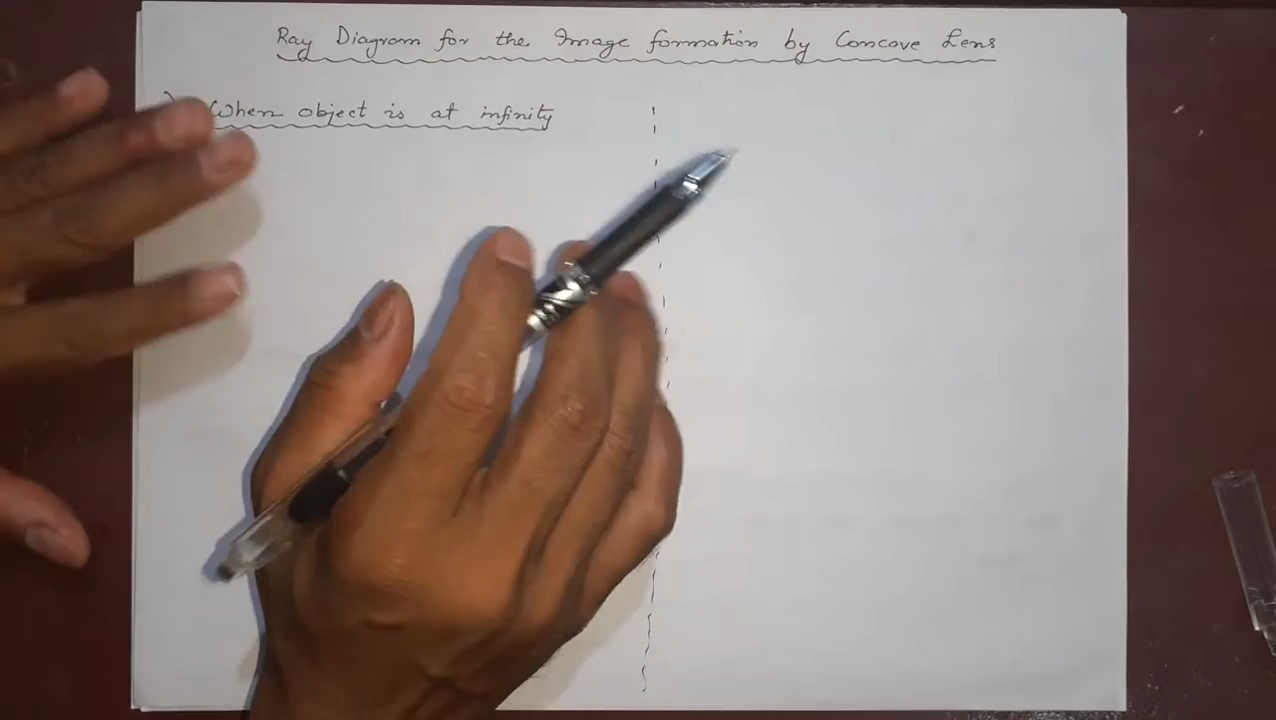 Ray Diagram for the Image formation by Concave Lens
When object is at infinity